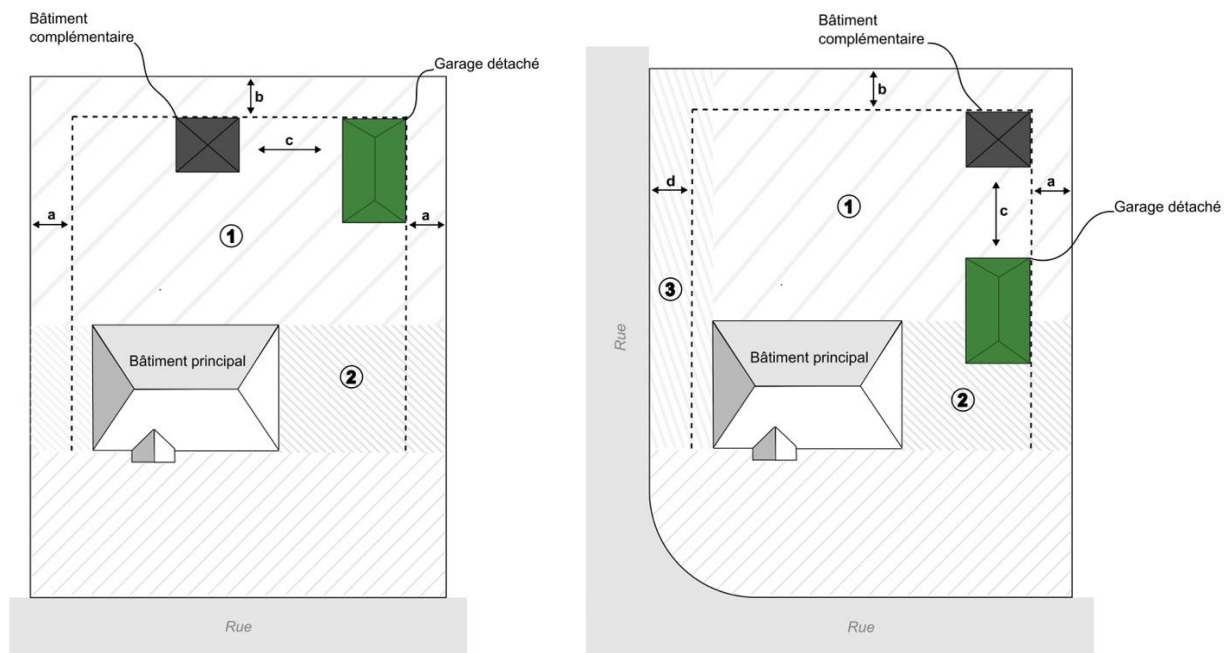 Bâtiment
complémentaire
Garage détaché
b
c
a
a
1
Bâtiment principal
2
Rue
Bâtiment
complémentaire
b
d
a
1
c
Garage détaché
3
Rue
Bâtiment principal
2
Rue